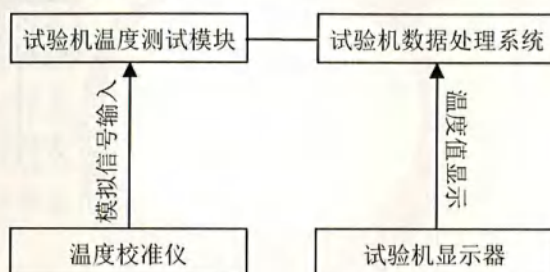 试验机温度测试模块
试验机数据处理系统
模拟信号输入
温度值显示
温度校准仪
试验机显示器